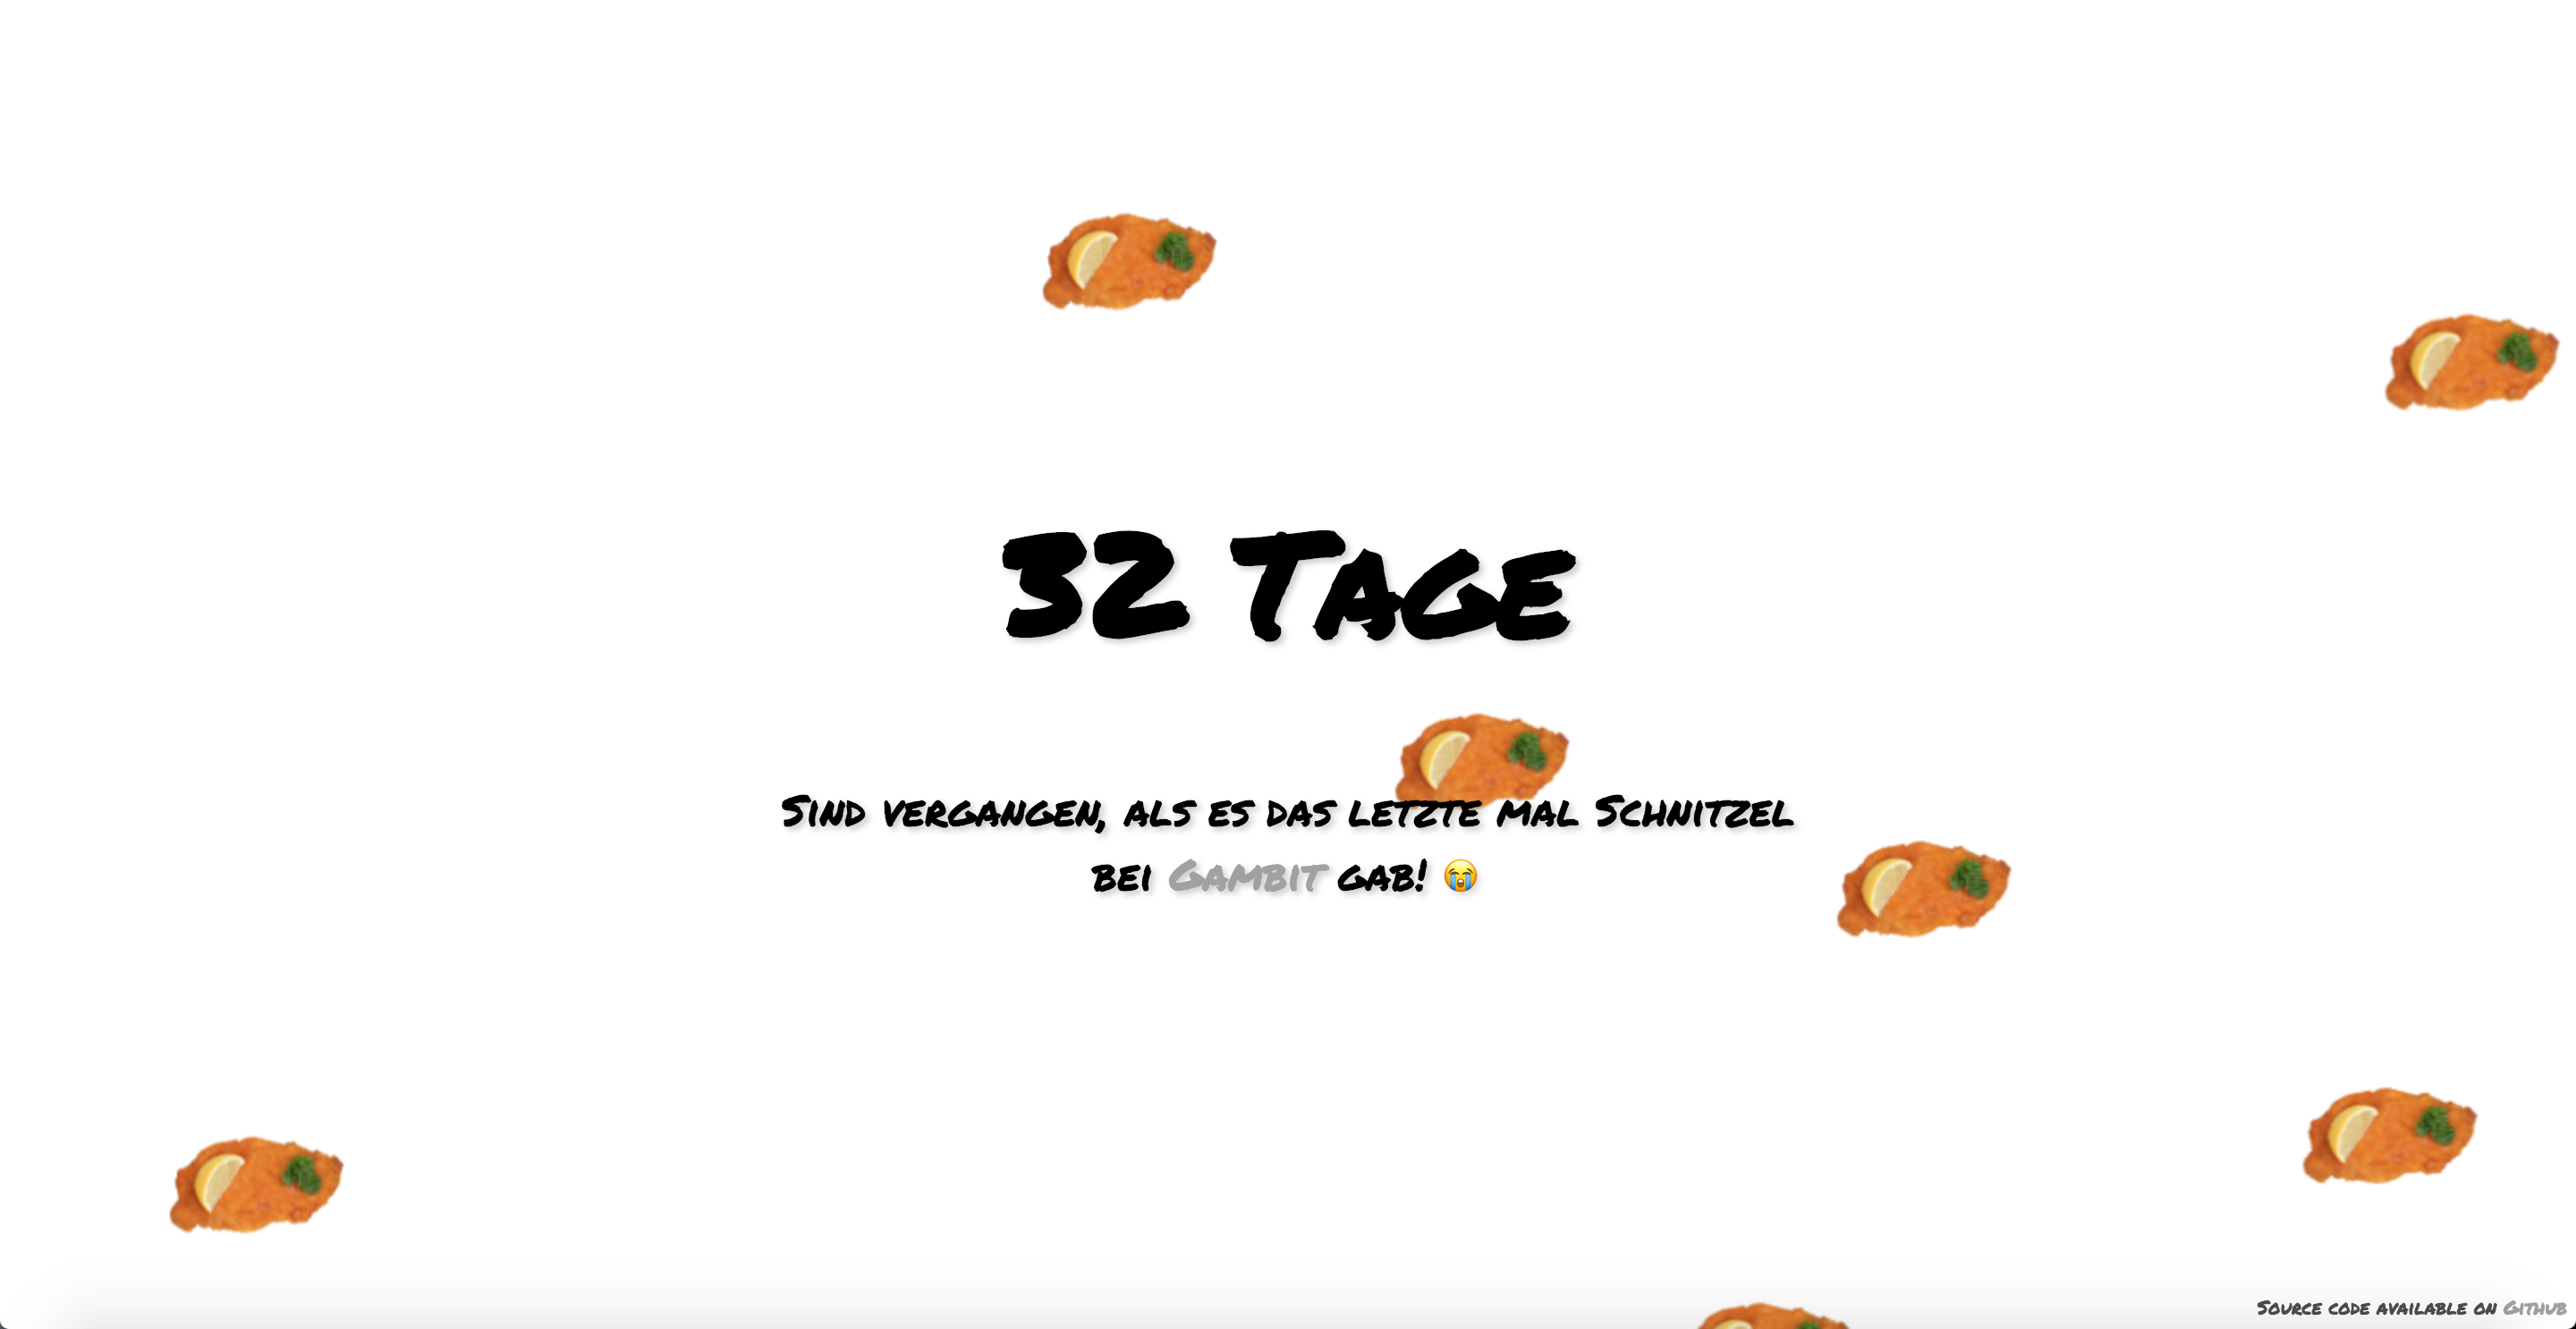 32 Tage
Sind vergangen, als es das letzte mal Schnitzel
bei Gambit gab! 😭
Source code available on Github